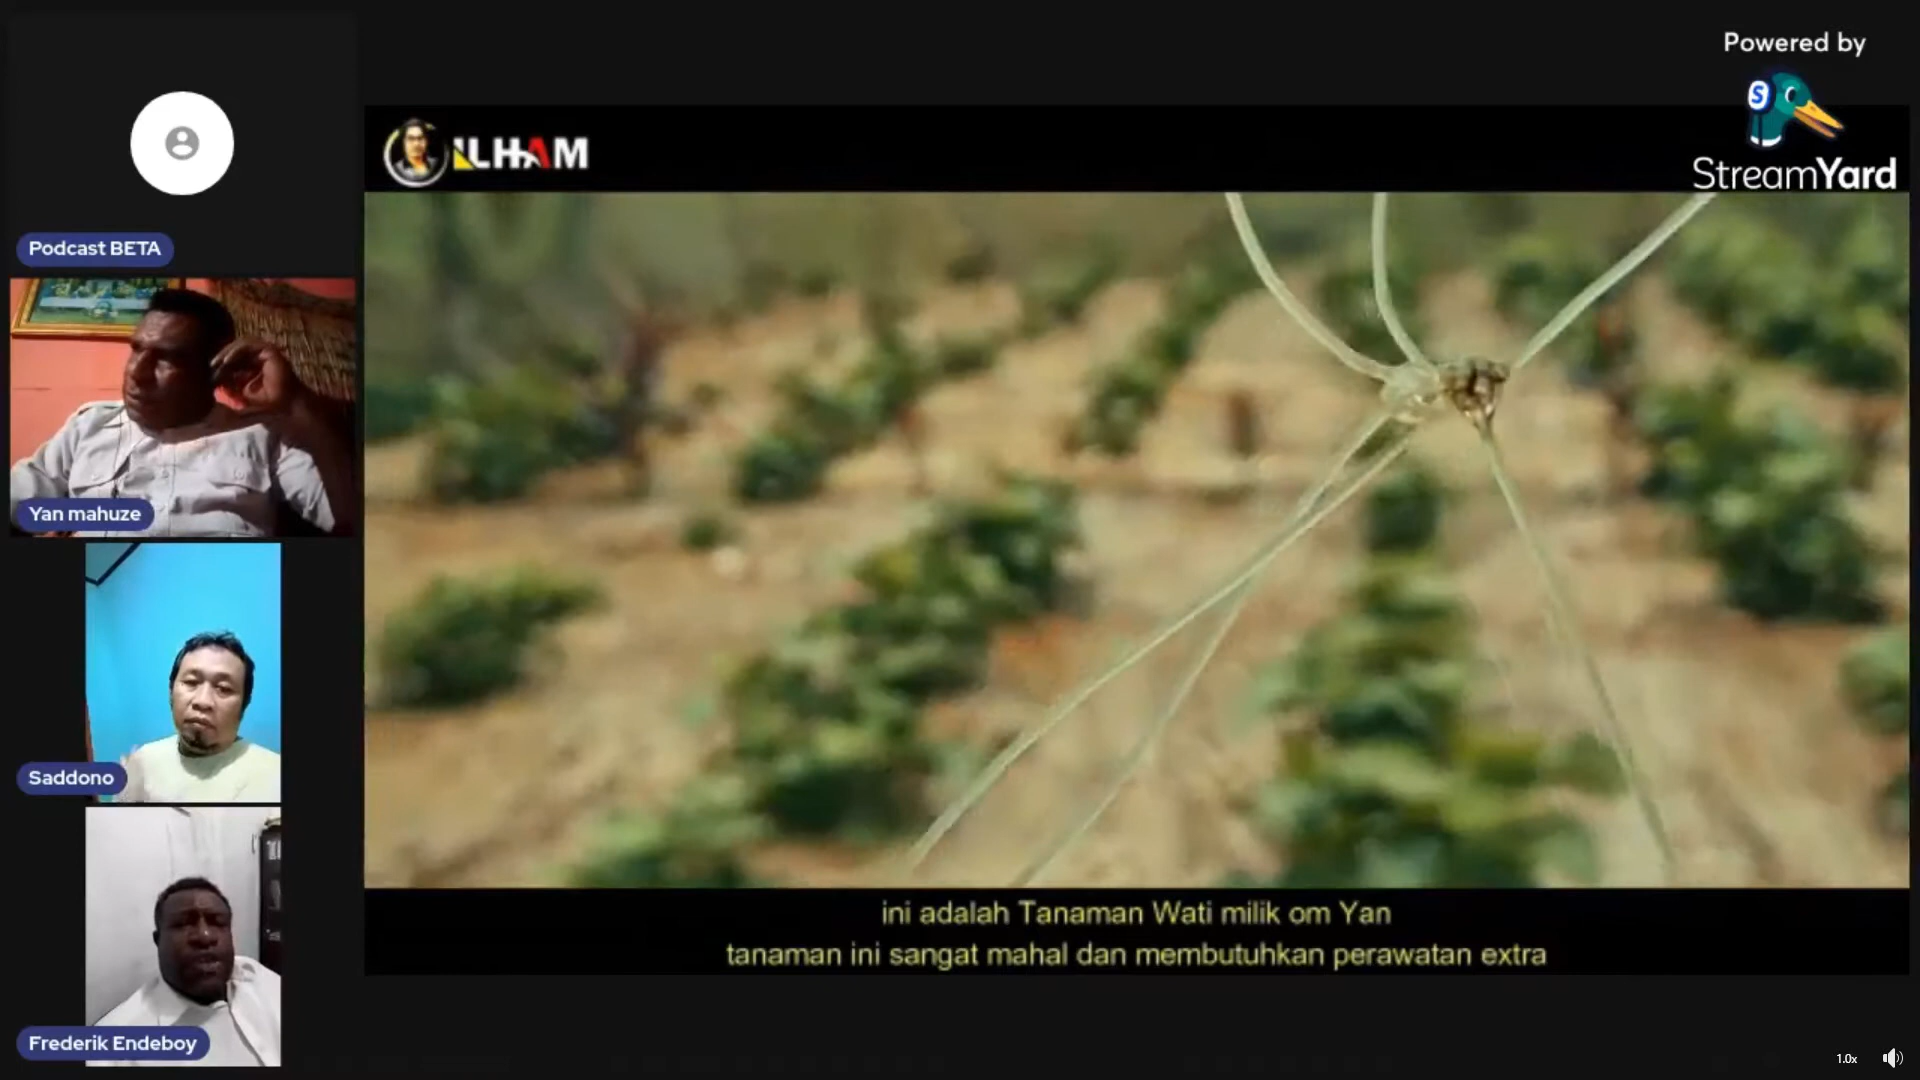 Powered by
S
StreamYard
ILHAM
Podcast BETA
Yan mahuze
Saddono
Frederik Endeboy
ini adalah Tanaman Wati milik om Yan
tanaman ini sangat mahal dan membutuhkan perawatan extra
1.0x